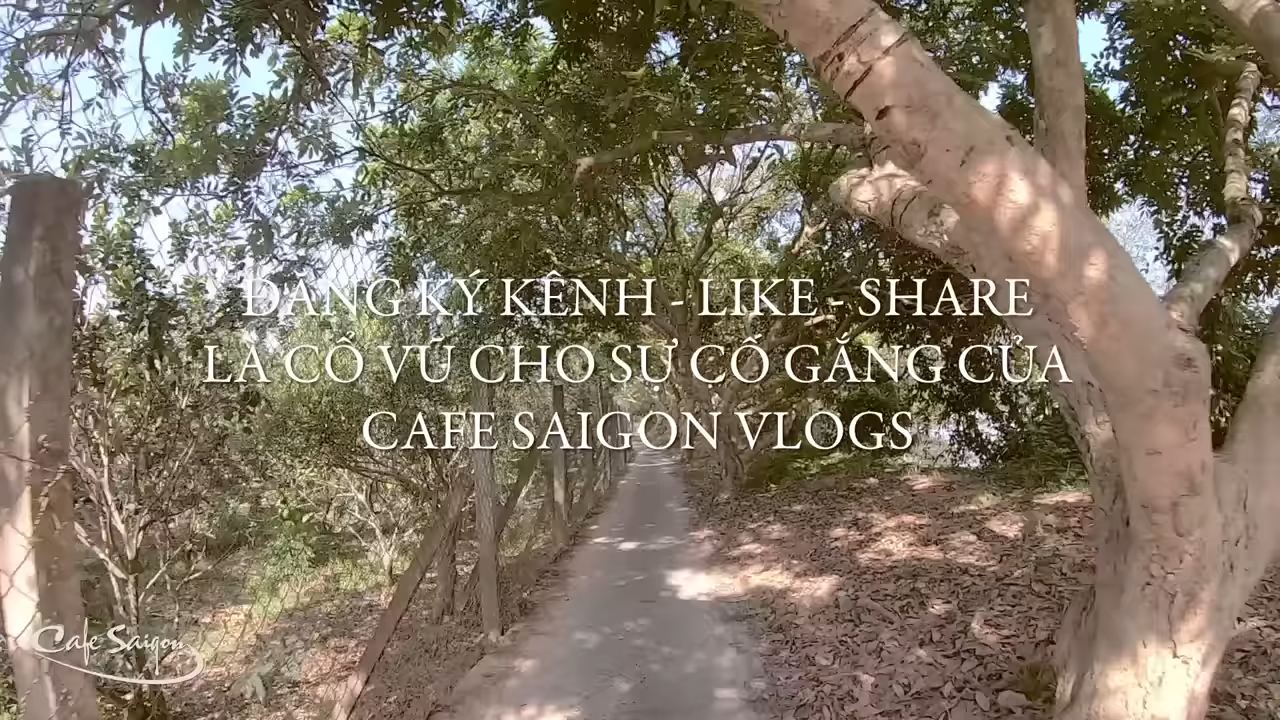 ĐĂNG KÝ KÊNH - LIKE - SHARE
LÀ CỔ VŨ CHO SỰ CỐ GẮNG CỦA
CAFE SAIGON VLOGS
Cafe Saigon